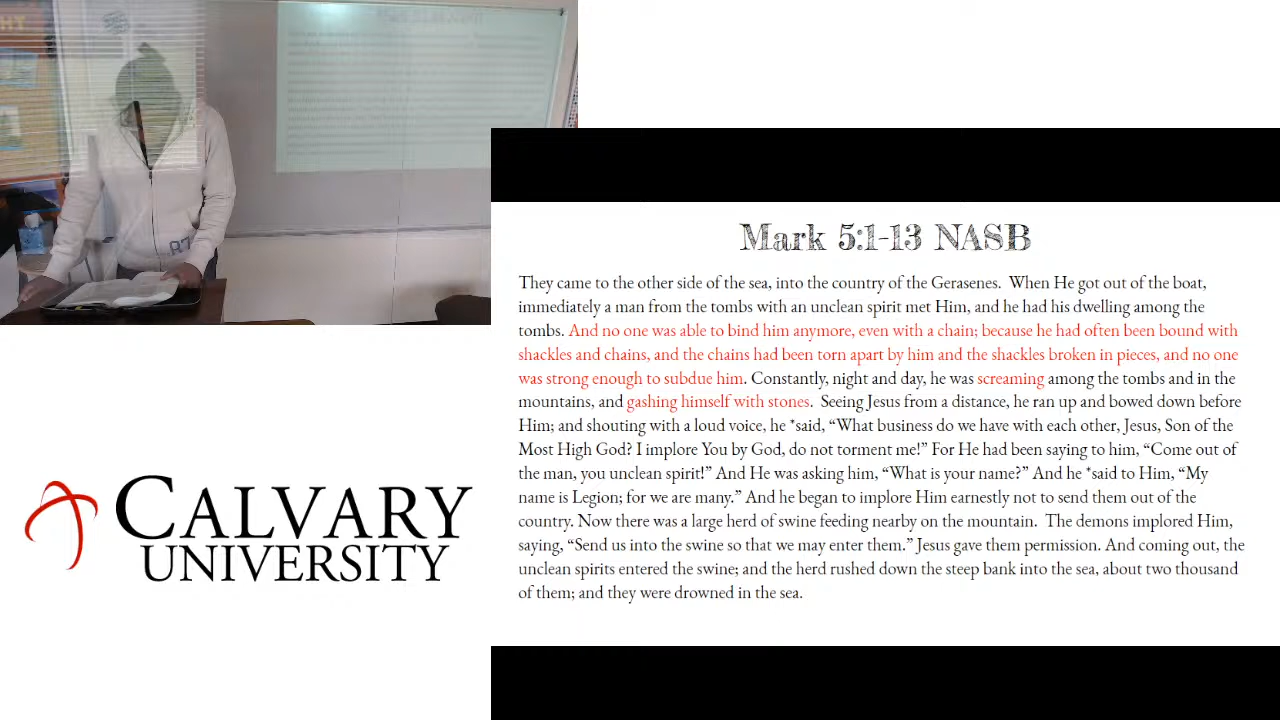 HY
87
Mark 5:1-13 NASB
They came to the other side of the sea, into the country of the Gerasenes.  When He got out of the boat,
immediately a man from the tombs with an unclean spirit met Him, and he had his dwelling among the
tombs. And no one was able to bind him anymore, even with a chain; because he had often been bound with
shackles and chains, and the chains had been torn apart by him and the shackles broken in pieces, and no one
was strong enough to subdue him. Constantly, night and day, he was screaming among the tombs and in the
mountains, and gashing himself with stones.  Seeing Jesus from a distance, he ran up and bowed down before
Him; and shouting with a loud voice, he *said, “What business do we have with each other, Jesus, Son of the
Most High God? I implore You by God, do not torment me!” For He had been saying to him, “Come out of
the man, you unclean spirit!” And He was asking him, “What is your name?” And he *said to Him, “My
name is Legion; for we are many.” And he began to implore Him earnestly not to send them out of the
country. Now there was a large herd of swine feeding nearby on the mountain.  The demons implored Him,
saying, “Send us into the swine so that we may enter them.” Jesus gave them permission. And coming out, the
unclean spirits entered the swine; and the herd rushed down the steep bank into the sea, about two thousand
of them; and they were drowned in the sea.
CALVARY
UNIVERSITY